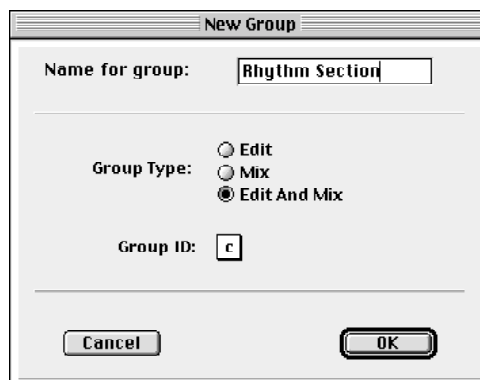 New Group
Name for group: Rhythm Section
Edit
Group Type: Mix
Edit And Mix
Group ID: c
Cancel OK